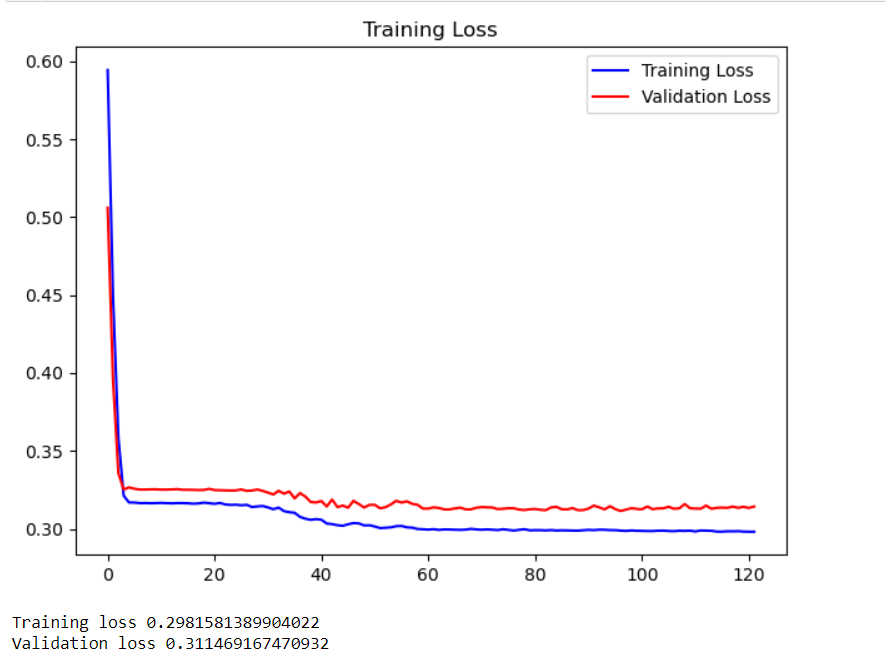 Training Loss
0.60
0.55
0.50
0.45
0.40
0.35
0.30
Training Loss
Validation Loss
0 20 40 60 80 100 120
Training loss 0.2981581389904022
Validation loss 0.311469167470932